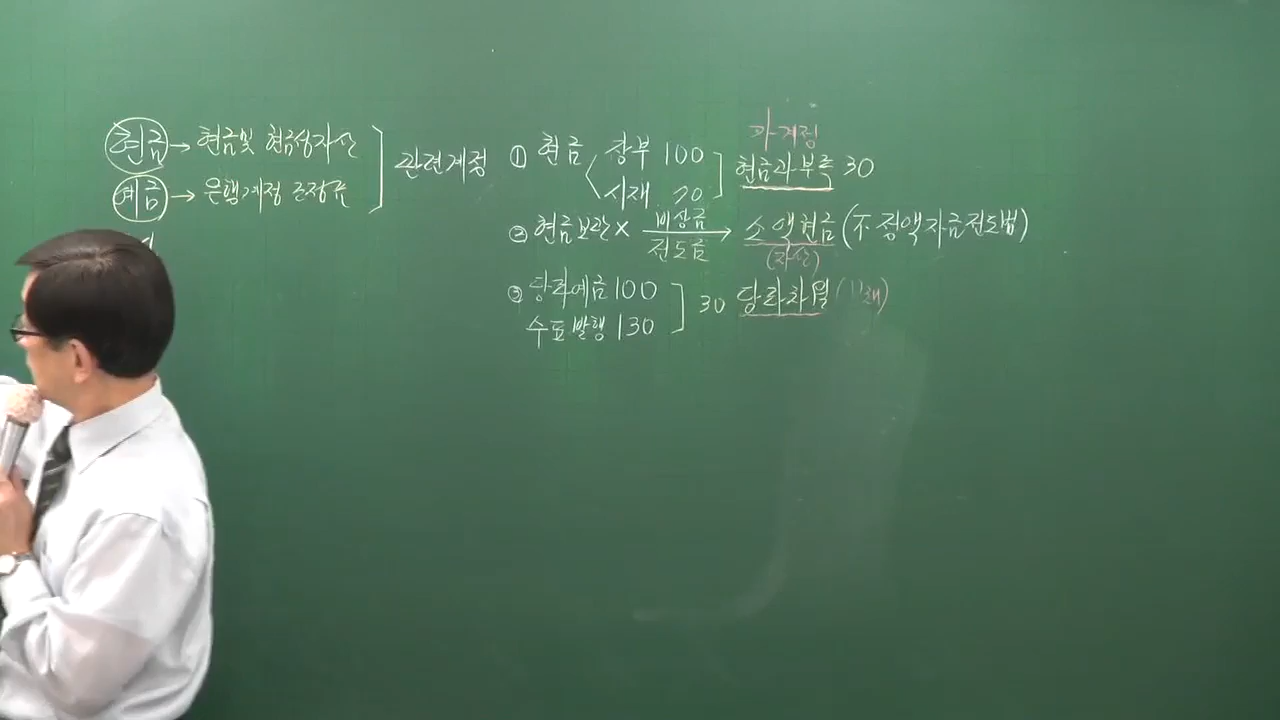 현금 → 현금및 현금성자산
예금 → 은행계정 조정표
관련계정
가계정
① 현금 장부 100 현금과부족 30
시재 70
② 현금보관 × 비상금 전도금 → 소액현금 (不정액자금전도법)
(자산)
③ 당좌예금 100 30 당좌차월 (부채)
수표발행 130